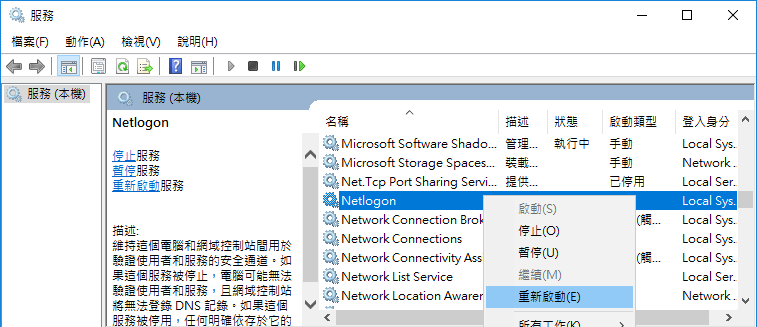 服務
檔案(F) 動作(A) 檢視(V) 說明(H)
服務 (本機)
服務 (本機)
Netlogon
停止服務
暫停服務
重新啟動服務
描述:
維持這個電腦和網域控制站間用於
驗證使用者和服務的安全通道。如
果這個服務被停止，電腦可能無法
驗證使用者和服務，且網域控制站
將無法登錄 DNS 記錄。如果這個
服務被停用，任何明確依存於它的
名稱 描述 狀態 啟動類型 登入身分
Microsoft Software Shado... 管理... 執行中 手動 Local Sys...
Microsoft Storage Spaces... 裝載... 手動 Network ...
Net.Tcp Port Sharing Servi... 提供... 已停用 Local Ser...
Netlogon Local Sys...
Network Connection Brok (觸... Local Sys...
Network Connections Local Sys...
Network Connectivity Ass (觸... Local Sys...
Network List Service Local Ser...
Network Location Awaren Network ...
啟動(S)
停止(O)
暫停(U)
繼續(M)
重新啟動(E)
所有工作(K)